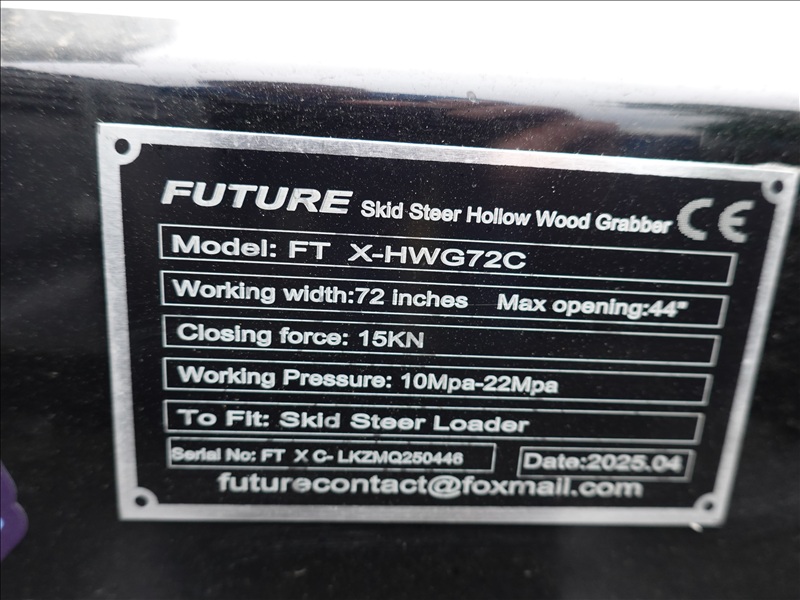 FUTURE Skid Steer Hollow Wood Grabber CE
Model: FT X-HWG72C
Working width:72 inches Max opening:44"
Closing force: 15KN
Working Pressure: 10Mpa-22Mpa
To Fit: Skid Steer Loader
Serial No: FT X C- LKZMQ250446 Date:2025.04
futurecontact@foxmail.com